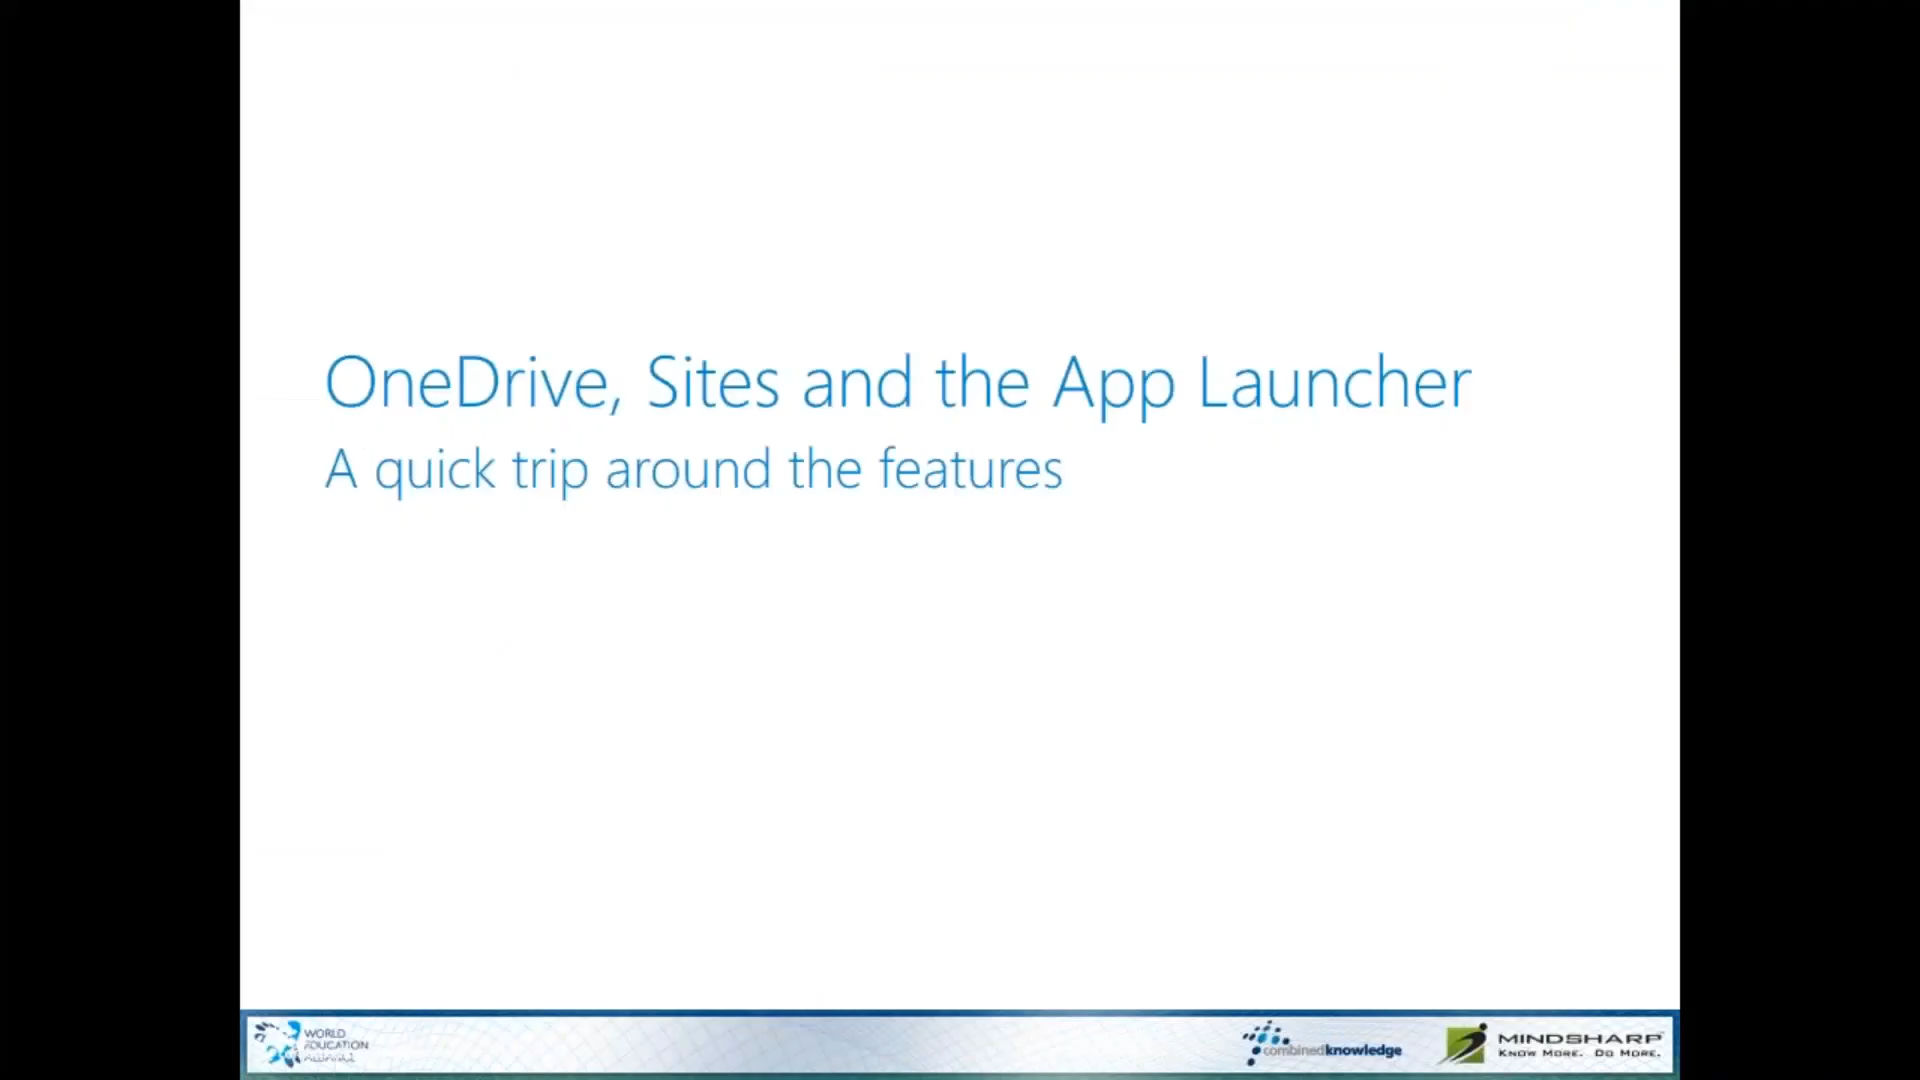 OneDrive, Sites and the App Launcher
A quick trip around the features
WORLD
EDUCATION
ALLIANCE
combinedknowledge
MINDSHARP
KNOW MORE. DO MORE.